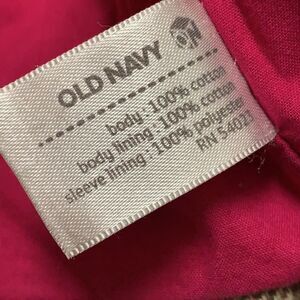 OLD NAVY
body : 100% cotton
body lining : 100% cotton
sleeve lining : 100% polyester
RN 54023